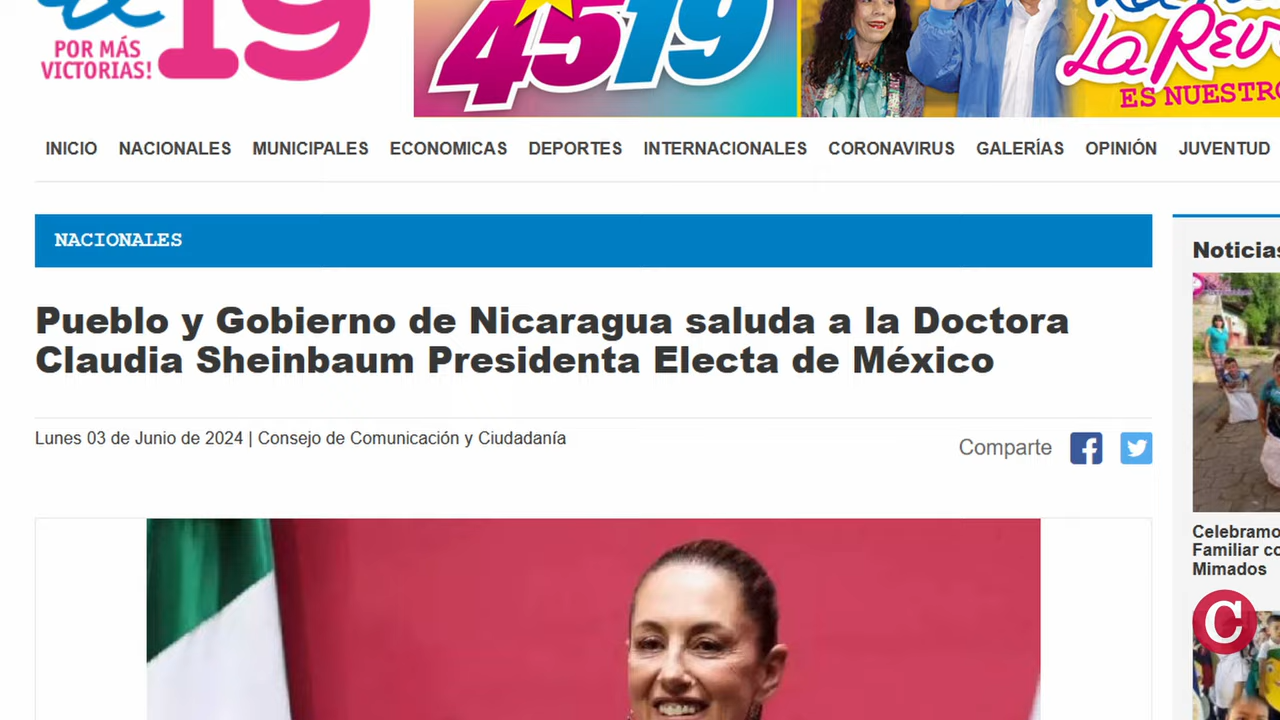 19
POR MÁS
VICTORIAS!
4519
LA REV
ES NUESTRO
INICIO NACIONALES MUNICIPALES ECONOMICAS DEPORTES INTERNACIONALES CORONAVIRUS GALERÍAS OPINIÓN JUVENTUD
NACIONALES
Pueblo y Gobierno de Nicaragua saluda a la Doctora
Claudia Sheinbaum Presidenta Electa de México
Lunes 03 de Junio de 2024 | Consejo de Comunicación y Ciudadanía
Comparte
Noticias
Celebramo
Familiar co
Mimados
C